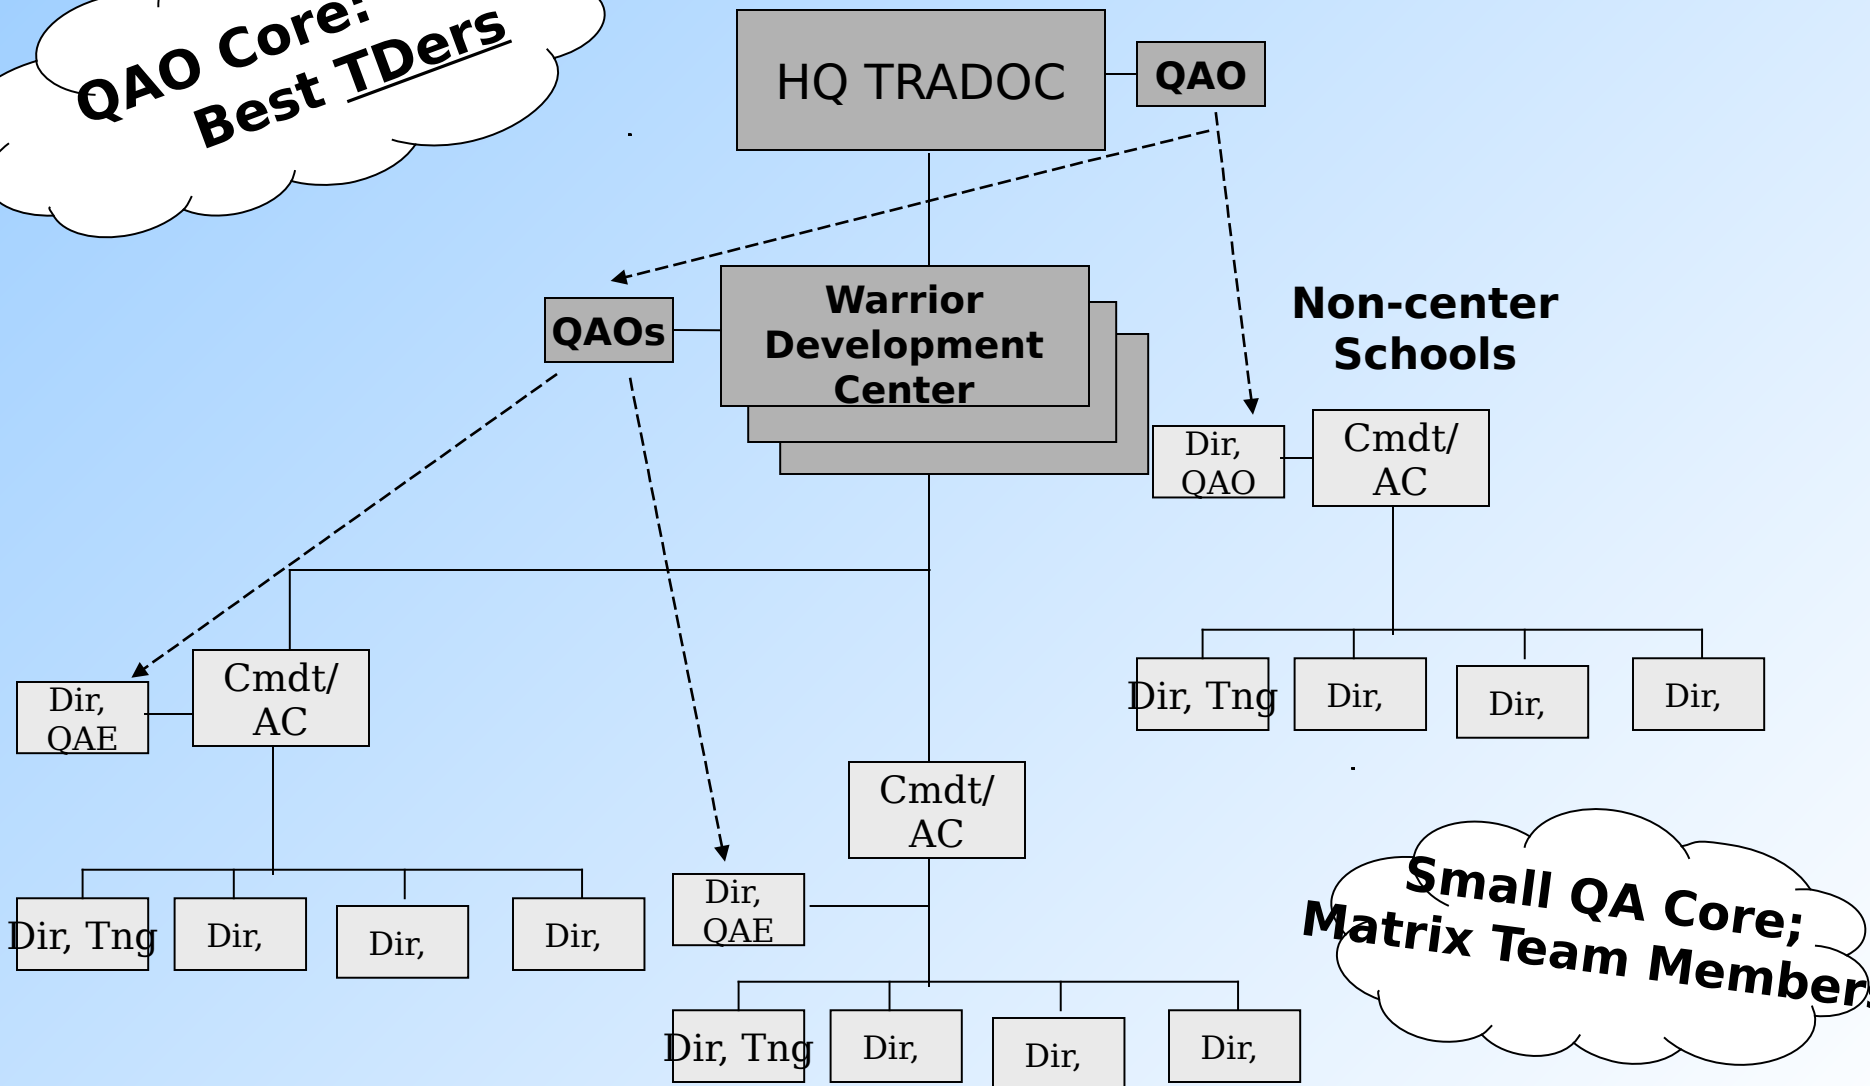 QAO Core:
Best TDers
HQ TRADOC
QAO
QAOs
Warrior
Development
Center
Non-center
Schools
Dir,
QAO
Cmdt/
AC
Dir, Tng
Dir,
Dir,
Dir,
Dir,
QAE
Cmdt/
AC
Dir, Tng
Dir,
Dir,
Dir,
Cmdt/
AC
Dir,
QAE
Dir, Tng
Dir,
Dir,
Dir,
Small QA Core;
Matrix Team Members